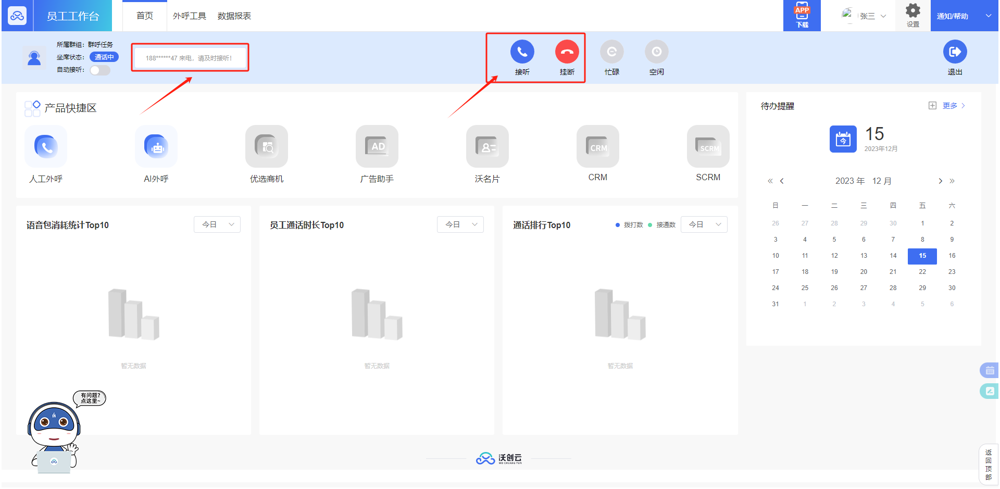 员工工作台
首页
外呼工具
数据报表
APP
下载
张三
设置
通知/帮助
所属群组：群呼任务
坐席状态：
通话中
自动接听：
188******47 来电，请及时接听！
接听
挂断
忙碌
空闲
退出
产品快捷区
人工外呼
AI外呼
优选商机
AD
广告助手
沃名片
CRM
CRM
SCRM
SCRM
待办提醒
更多
今
15
2023年12月
2023 年 12 月
日 一 二 三 四 五 六
26 27 28 29 30 1 2
3 4 5 6 7 8 9
10 11 12 13 14 15 16
17 18 19 20 21 22 23
24 25 26 27 28 29 30
31 1 2 3 4 5 6
语音包消耗统计Top10
今日
暂无数据
员工通话时长Top10
今日
暂无数据
通话排行Top10
拨打数
接通数
今日
暂无数据
有问题?
点这里~
沃创云
WO CHUANG YUN
返
回
顶
部